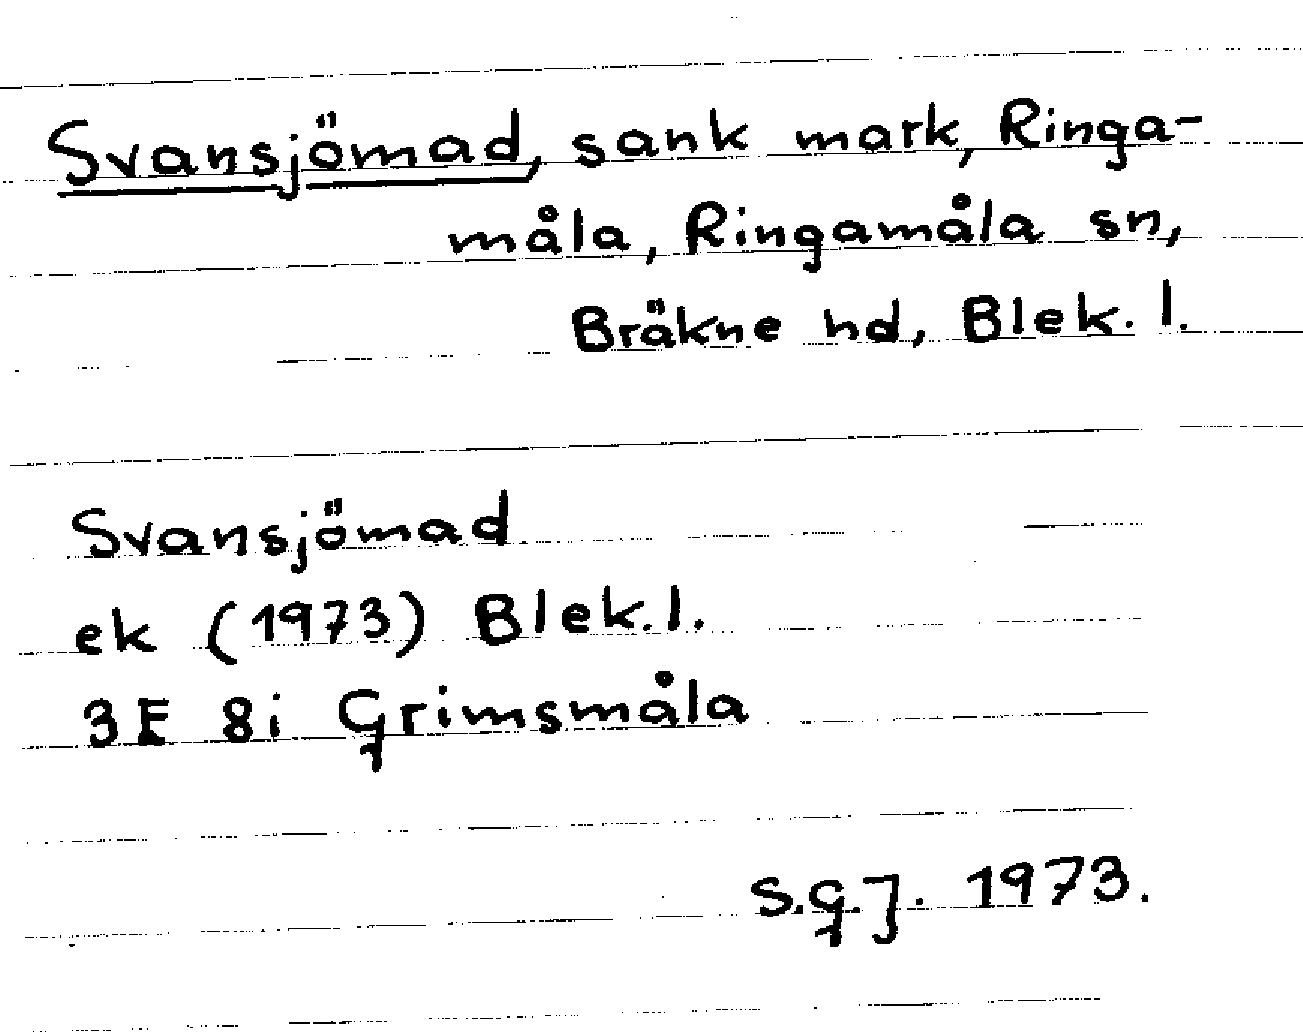 Svansjömad, sank mark, Ringa-
måla, Ringamåla sn,
Bräkne hd, Blek. l.
Svansjömad
ek (1973) Blek.l.
3E 8i Grimsmåla
S.G.J. 1973.